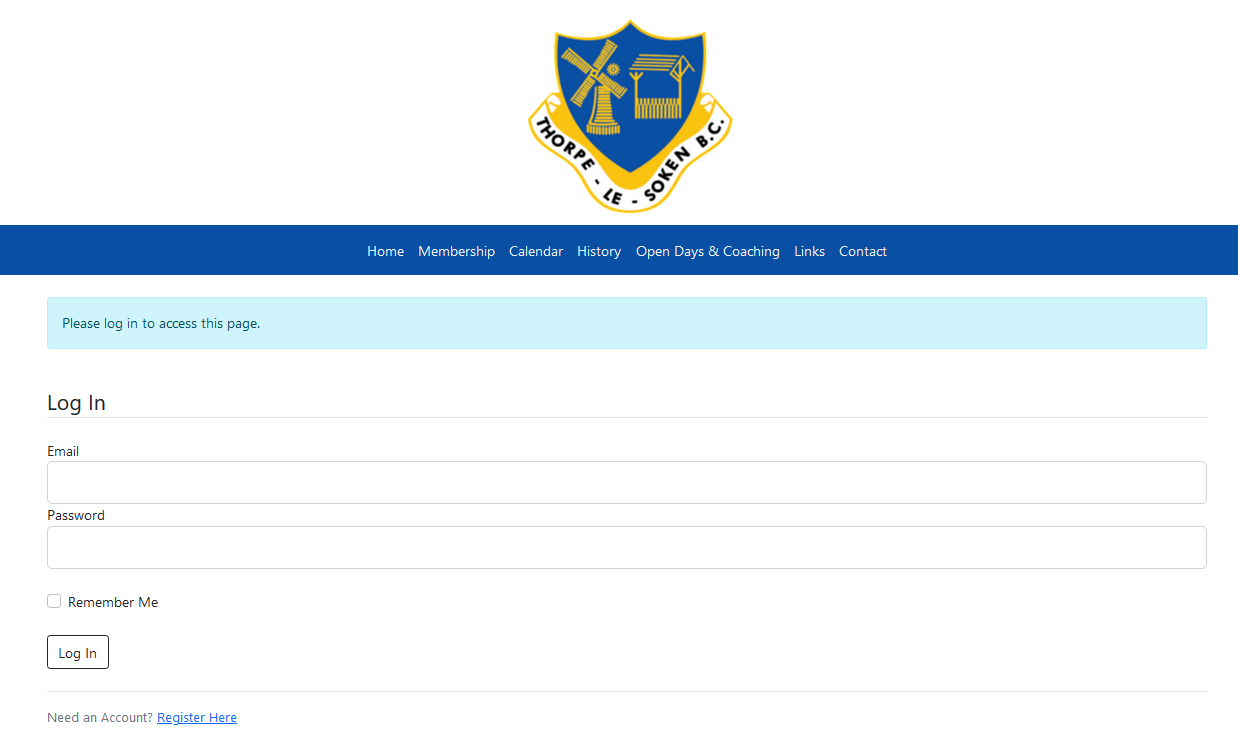 THORPE - LE - SOKEN B.C.
Home Membership Calendar History Open Days & Coaching Links Contact
Please log in to access this page.
Log In
Email
Password
Remember Me
Log In
Need an Account? Register Here